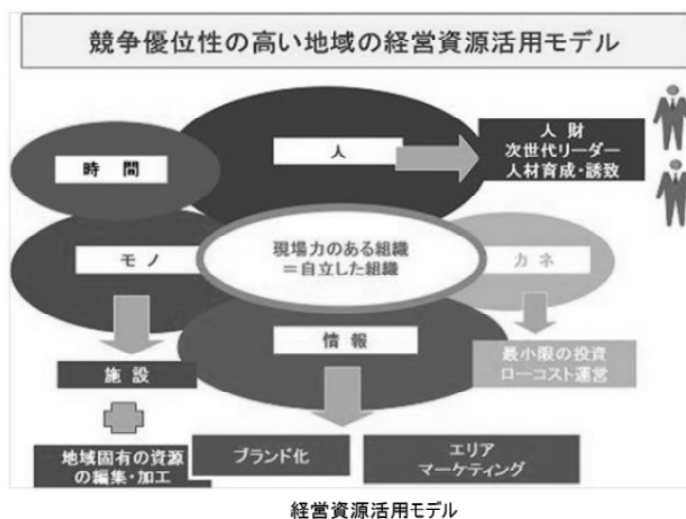 競争優位性の高い地域の経営資源活用モデル
時間
人
人財
次世代リーダー
人材育成・誘致
モノ
現場力のある組織
＝自立した組織
カネ
情報
施設
最小限の投資
ローコスト運営
地域固有の資源
の編集・加工
ブランド化
エリア
マーケティング
経営資源活用モデル